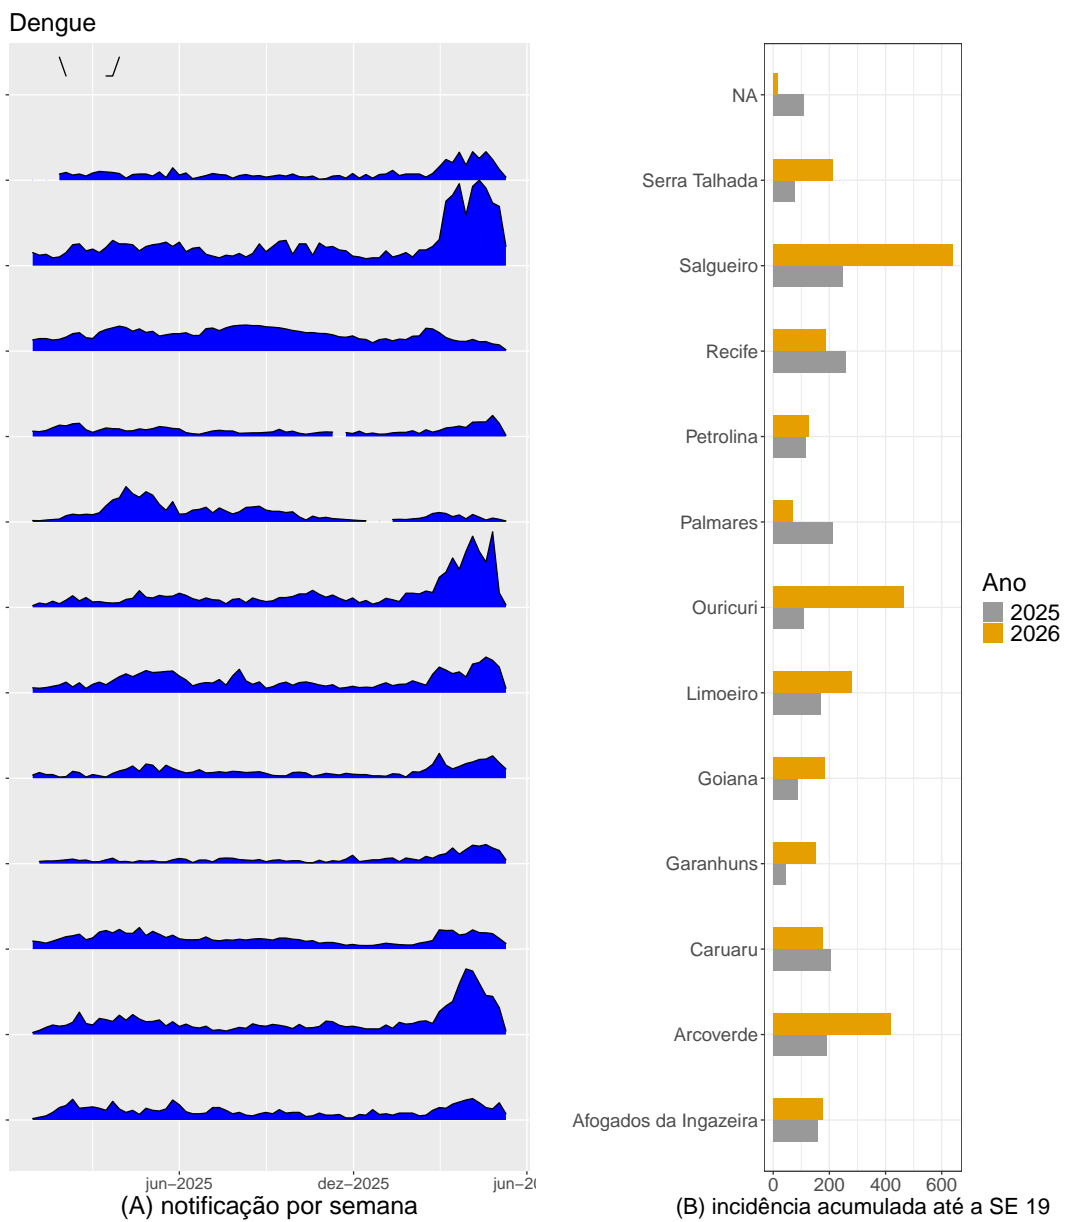 Dengue
NA
Serra Talhada
Salgueiro
Recife
Petrolina
Palmares
Ouricuri
Limoeiro
Goiana
Garanhuns
Caruaru
Arcoverde
Afogados da Ingazeira
Ano
2025
2026
jun−2025 dez−2025 jun−20
0 200 400 600
(A) notificação por semana
(B) incidência acumulada até a SE 19